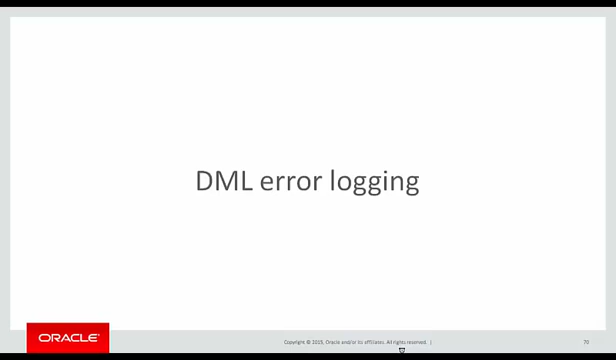 DML error logging
ORACLE
Copyright © 2015, Oracle and/or its affiliates. All rights reserved. |
70